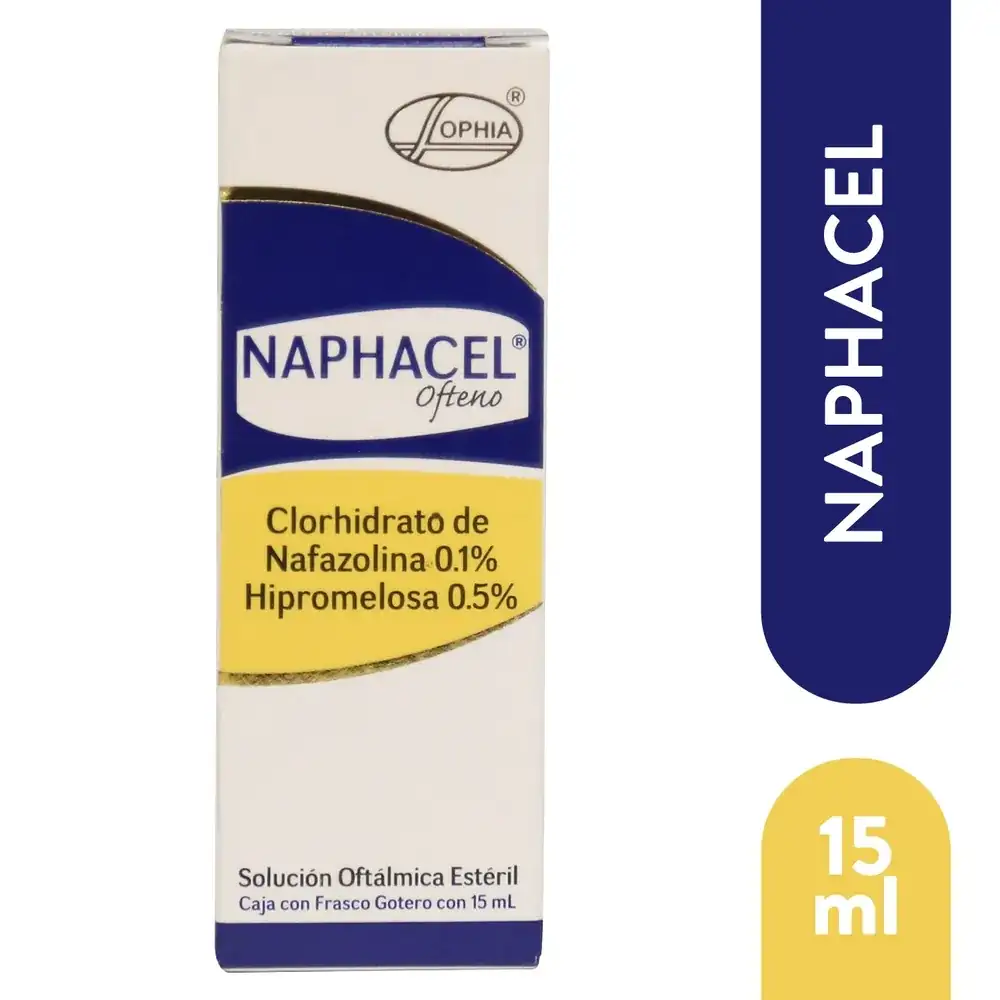 SOPHIA®
NAPHACEL®
Ofteno
Clorhidrato de
Nafazolina 0.1%
Hipromelosa 0.5%
Solución Oftálmica Estéril
Caja con Frasco Gotero con 15 mL
NAPHACEL
15
ml